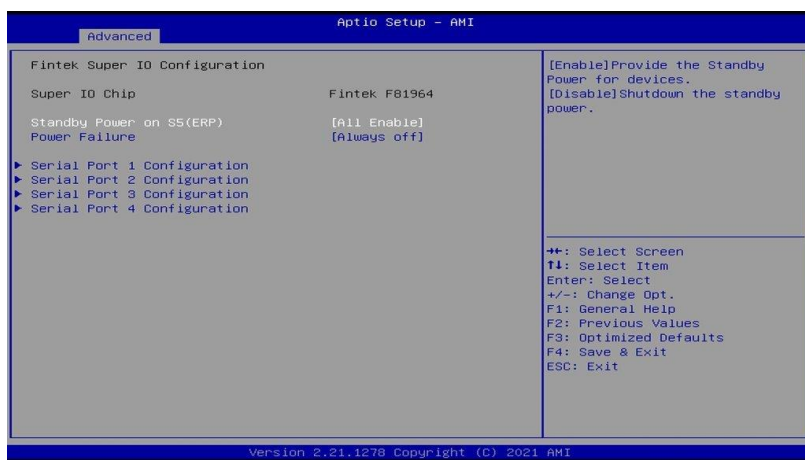 Aptio Setup - AMI
Advanced
Fintek Super IO Configuration
Super IO Chip Fintek F81964
Standby Power on S5(ERP) [All Enable]
Power Failure [Always off]
Serial Port 1 Configuration
Serial Port 2 Configuration
Serial Port 3 Configuration
Serial Port 4 Configuration
[Enable]Provide the Standby
Power for devices.
[Disable]Shutdown the standby
power.
→←: Select Screen
↑↓: Select Item
Enter: Select
+/-: Change Opt.
F1: General Help
F2: Previous Values
F3: Optimized Defaults
F4: Save & Exit
ESC: Exit
Version 2.21.1278 Copyright (C) 2021 AMI